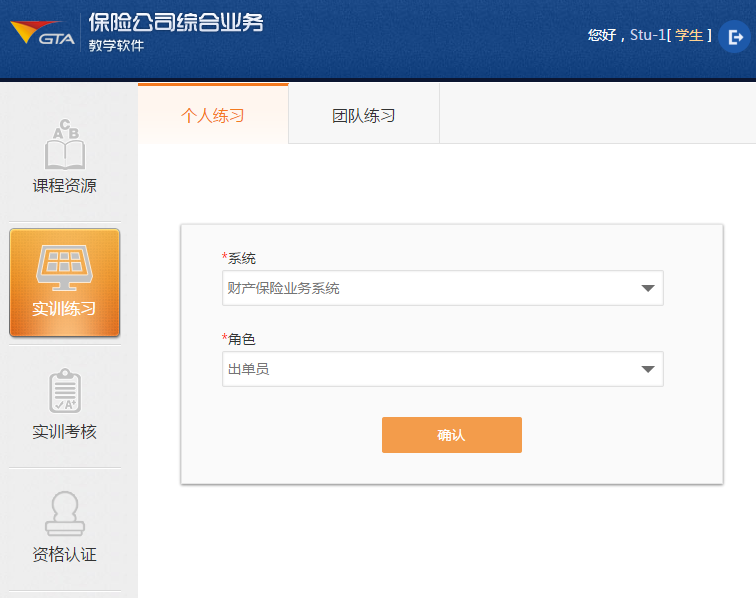 GTA
保险公司综合业务
教学软件
您好，Stu-1[ 学生 ]
个人练习
团队练习
A C B
课程资源
实训练习
A+
实训考核
资格认证
*系统
财产保险业务系统
*角色
出单员
确认